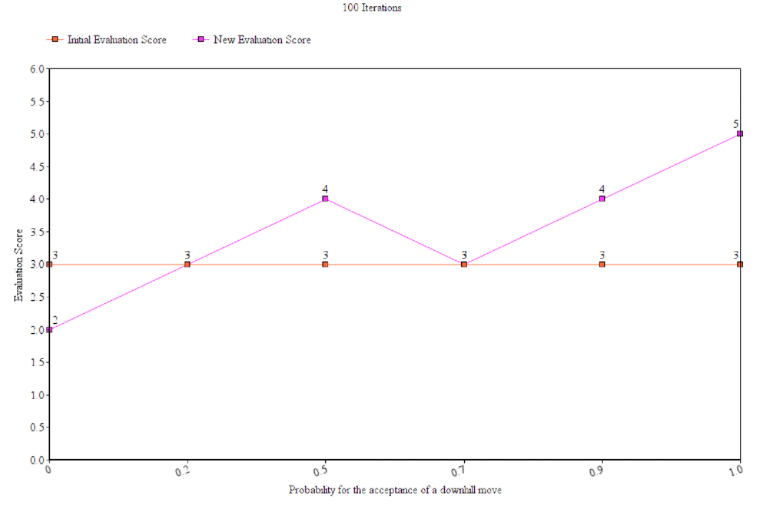 100 Iterations
Initial Evaluation Score New Evaluation Score
6.0
5.5
5.0
4.5
4.0
3.5
3.0
2.5
2.0
1.5
1.0
0.5
0.0
Evaluation Score
5
4 4
3 3 3 3 3 3
2
0 0.2 0.5 0.7 0.9 1.0
Probability for the acceptance of a downhill move